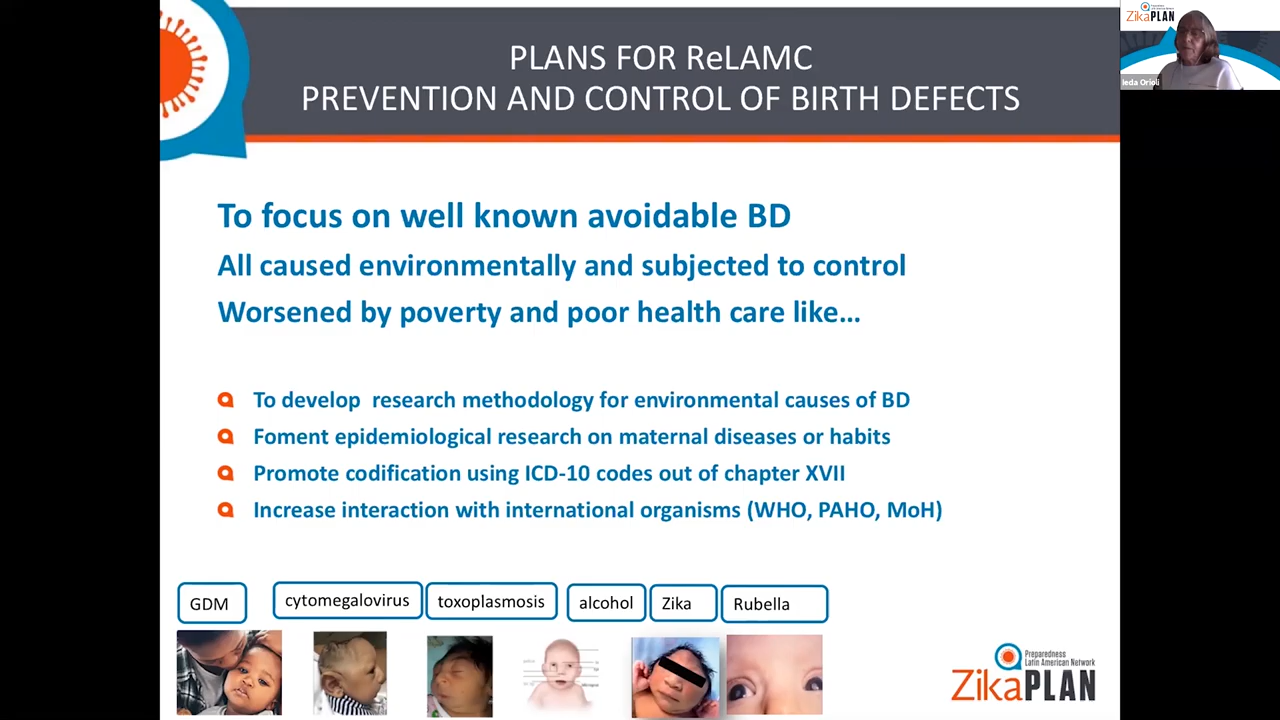 PLANS FOR ReLAMC
PREVENTION AND CONTROL OF BIRTH DEFECTS
ZikaPLAN
Ieda Orioli
To focus on well known avoidable BD
All caused environmentally and subjected to control
Worsened by poverty and poor health care like...
To develop research methodology for environmental causes of BD
Foment epidemiological research on maternal diseases or habits
Promote codification using ICD-10 codes out of chapter XVII
Increase interaction with international organisms (WHO, PAHO, MoH)
GDM
cytomegalovirus
toxoplasmosis
alcohol
Zika
Rubella
Preparedness
Latin American Network
ZikaPLAN